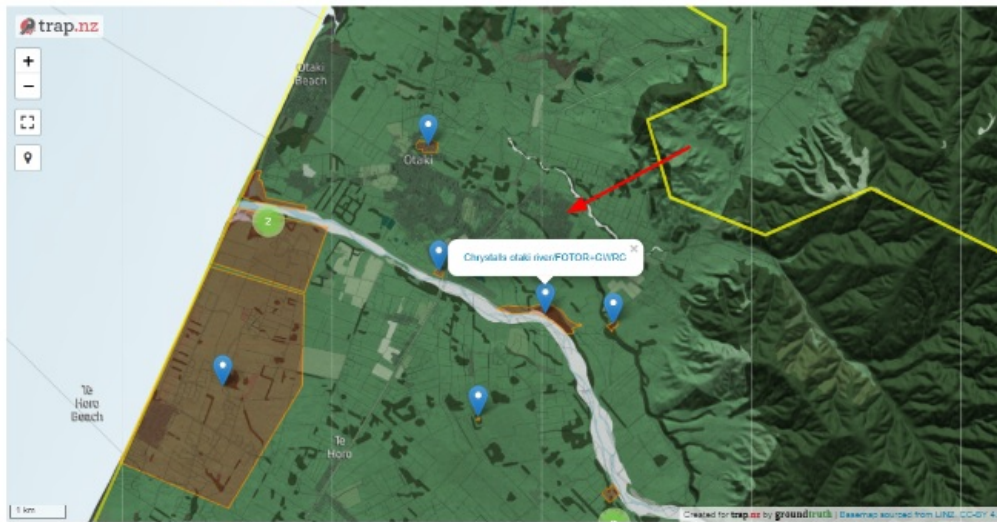 trap.nz
+
−
Otaki
Beach
Otaki
2
Chrystalls otaki river/FOTOR=GWRC
×
Te
Horo
Beach
Te
Horo
1 km
Created for trap.nz by groundtruth | Basemap sourced from LINZ. CC-BY 4